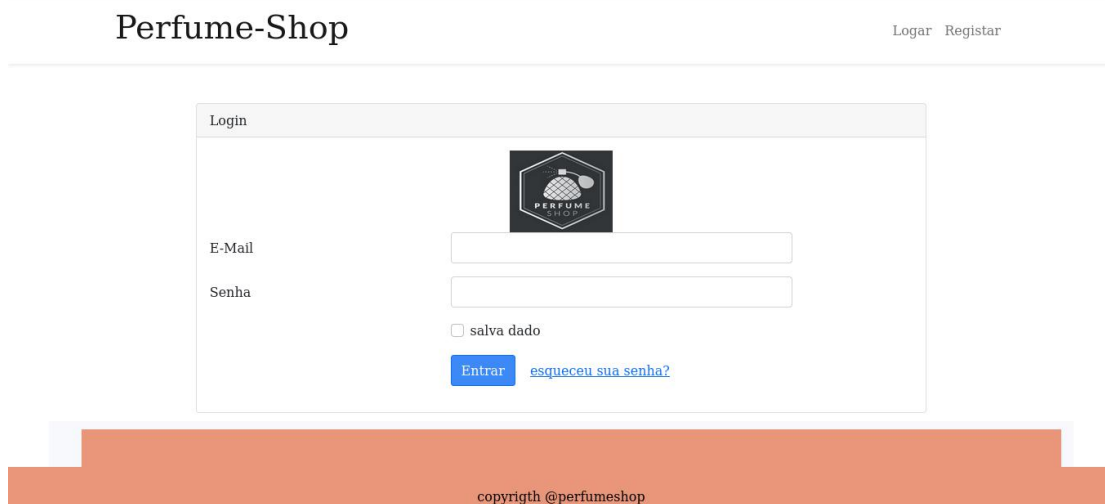 Perfume-Shop
Logar Registar
Login
PERFUME
SHOP
E-Mail
Senha
salva dado
Entrar esqueceu sua senha?
copyrigth @perfumeshop